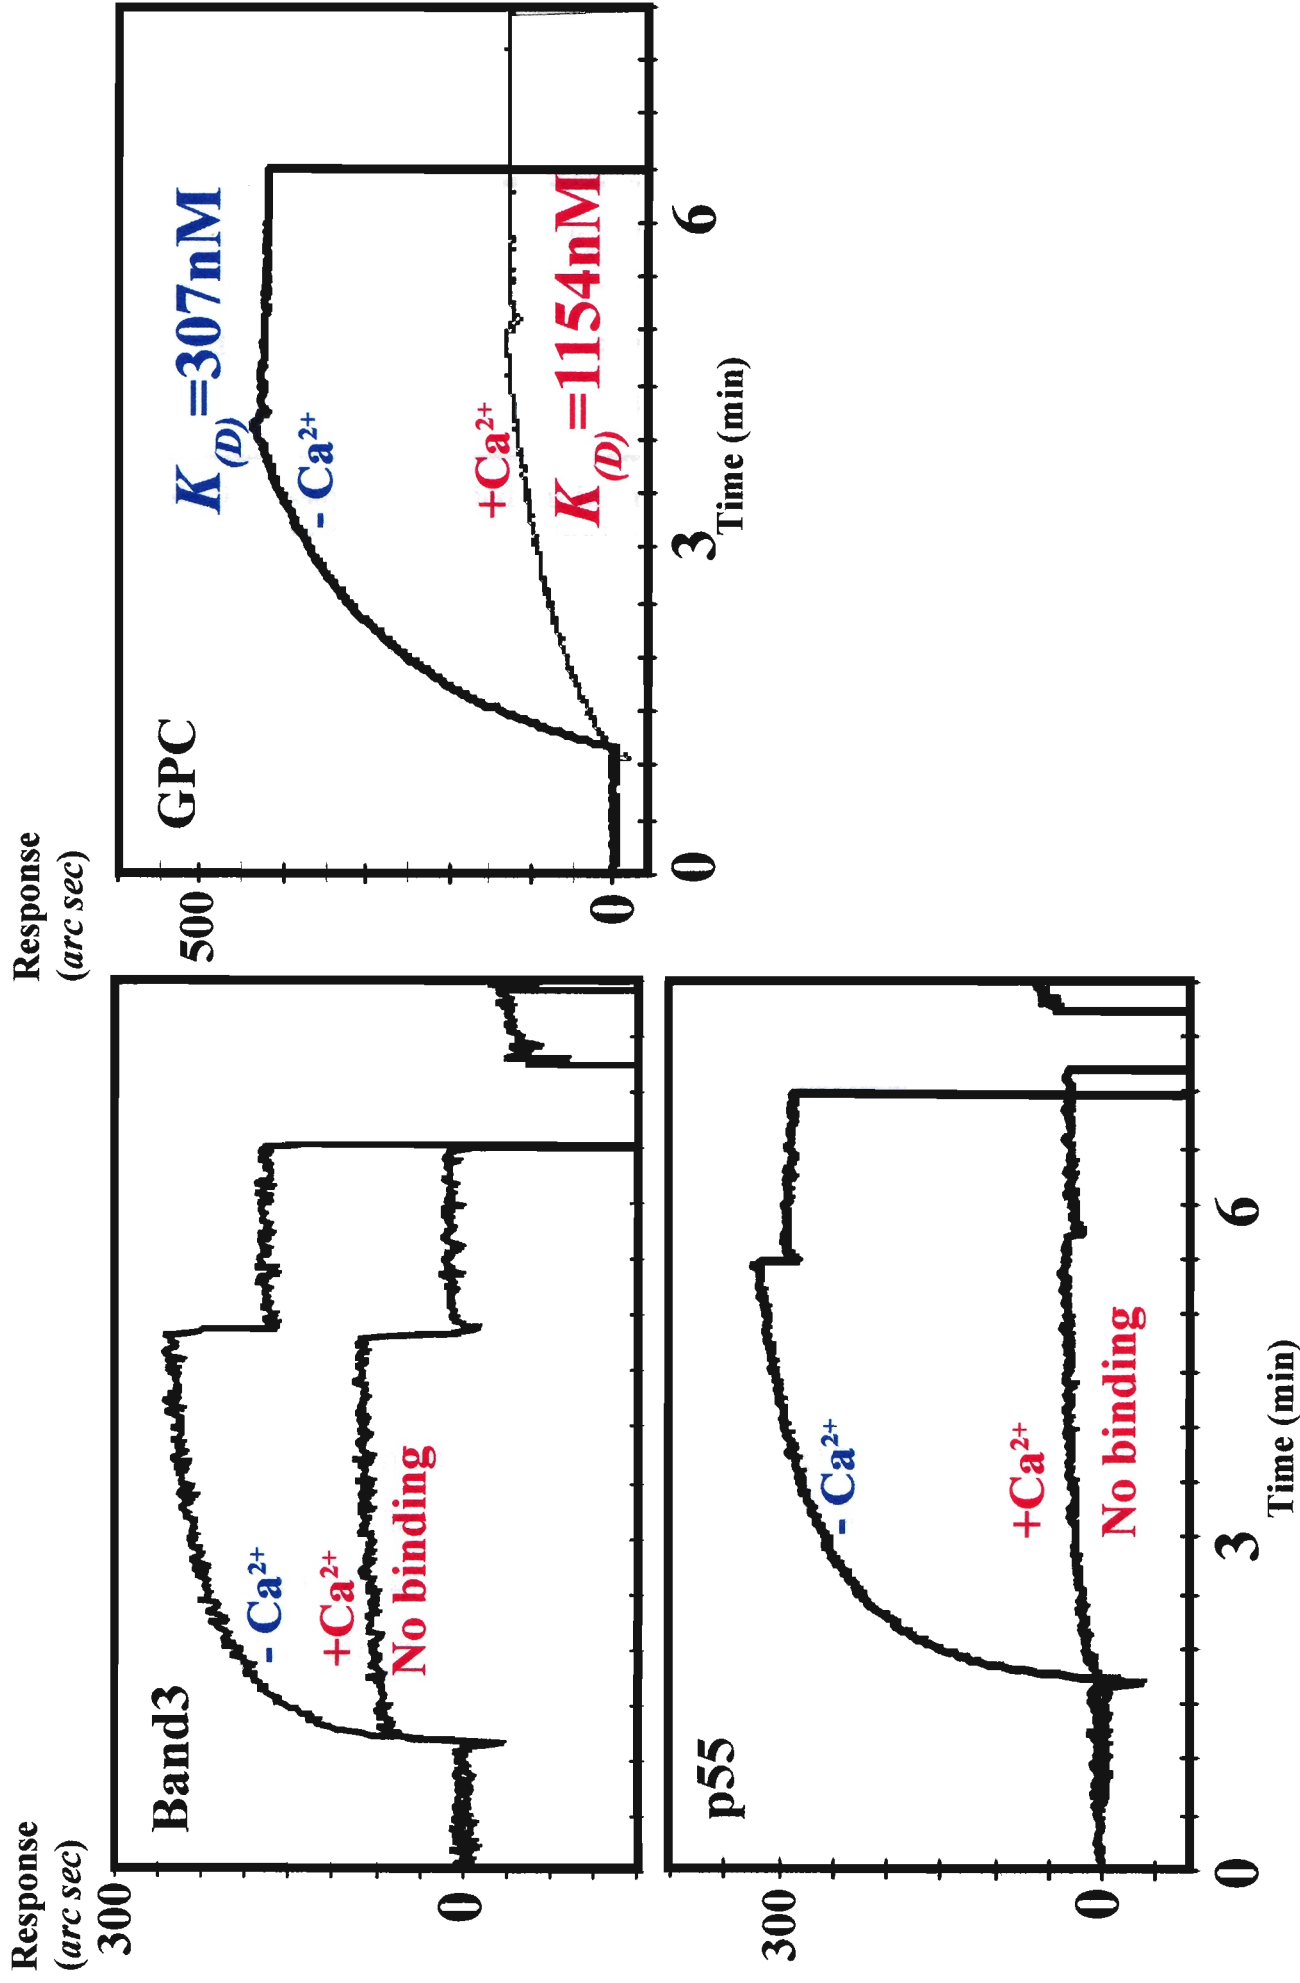 Response
(arc sec)
300
0
Band3
- Ca²⁺
+Ca²⁺
No binding
300
0
p55
- Ca²⁺
+Ca²⁺
No binding
0
3
6
Time (min)
Response
(arc sec)
500
0
GPC
K(D)=307nM
- Ca²⁺
+Ca²⁺
K(D)=1154nM
0
3
6
Time (min)